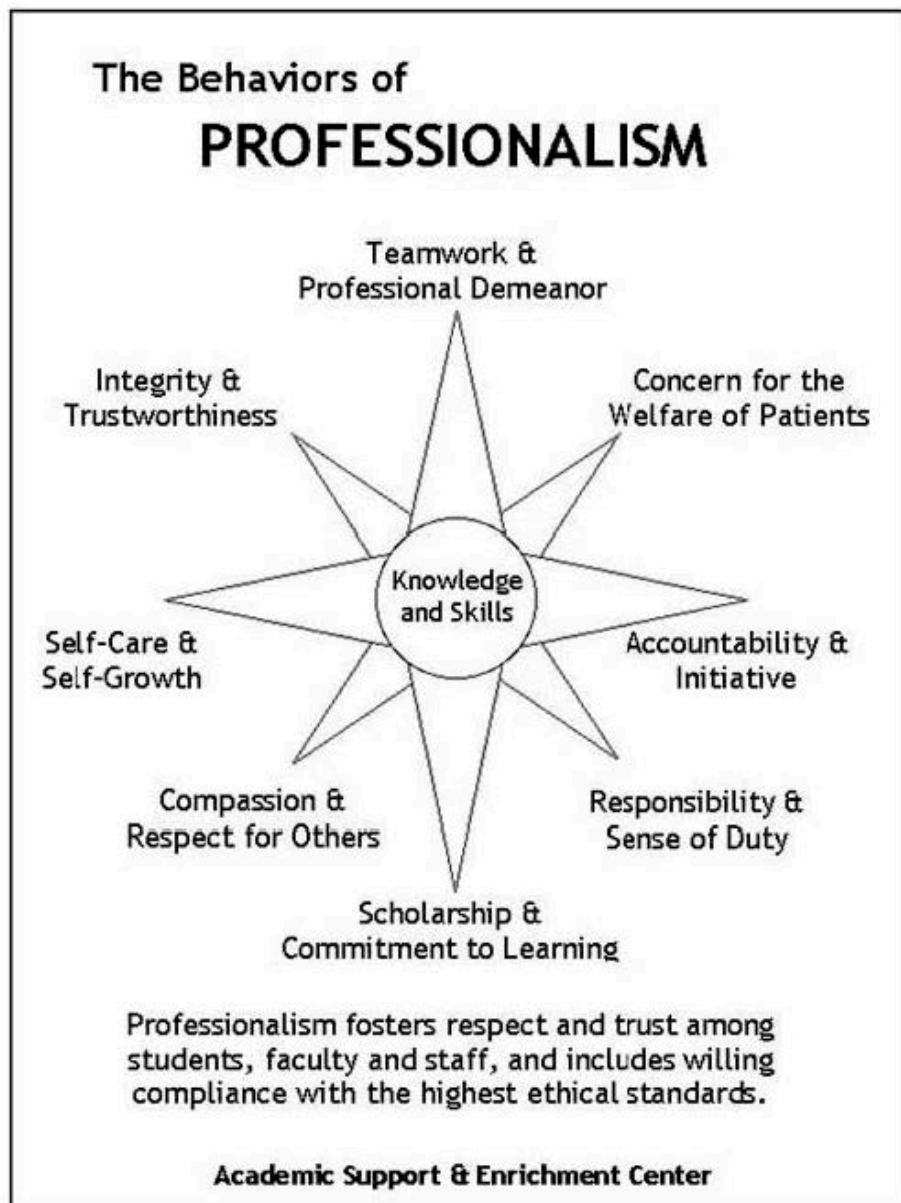 The Behaviors of
PROFESSIONALISM
Teamwork &
Professional Demeanor
Integrity &
Trustworthiness
Concern for the
Welfare of Patients
Knowledge
and Skills
Self-Care &
Self-Growth
Accountability &
Initiative
Compassion &
Respect for Others
Responsibility &
Sense of Duty
Scholarship &
Commitment to Learning
Professionalism fosters respect and trust among
students, faculty and staff, and includes willing
compliance with the highest ethical standards.
Academic Support & Enrichment Center